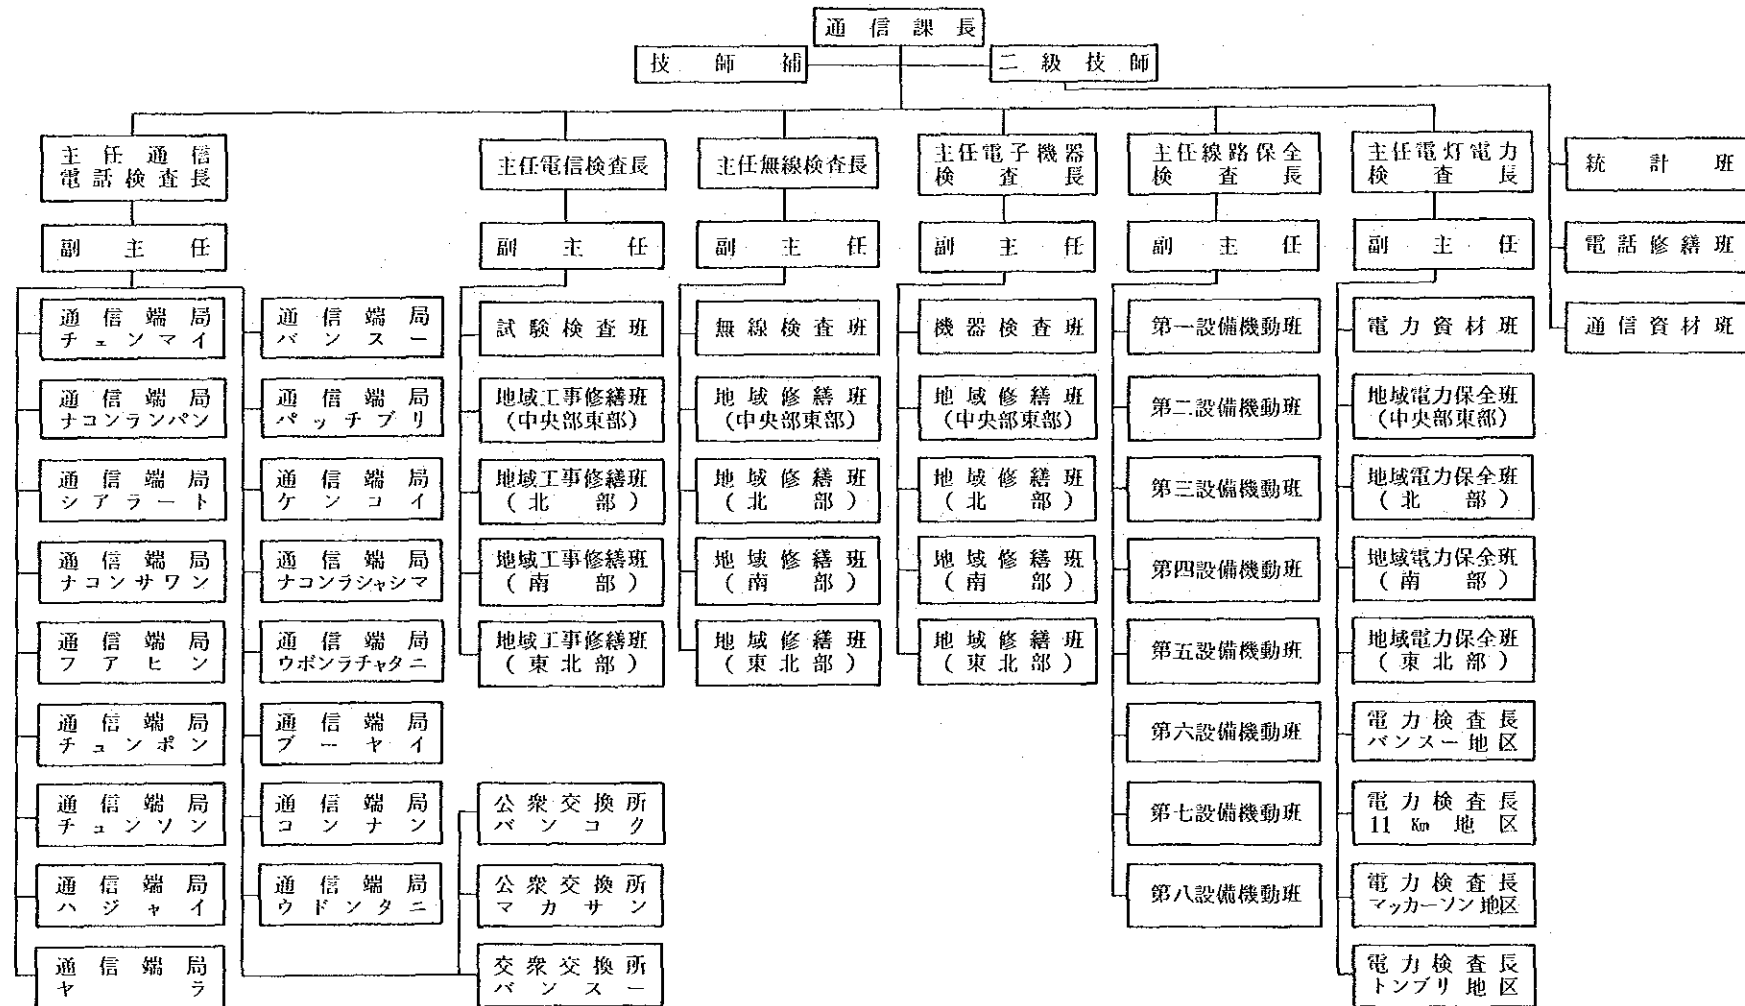 通信課長
技師補
二級技師
主任通信
電話検査長
主任電信検査長
主任無線検査長
主任電子機器
検査長
主任線路保全
検査長
主任電灯電力
検査長
統計班
副主任
副主任
副主任
副主任
副主任
副主任
電話修繕班
通信端局
チェンマイ
通信端局
バンスー
試験検査班
無線検査班
機器検査班
第一設備機動班
電力資材班
通信資材班
通信端局
ナコンランパン
通信端局
パッチブリ
地域工事修繕班
(中央部東部)
地域修繕班
(中央部東部)
地域修繕班
(中央部東部)
第二設備機動班
地域電力保全班
(中央部東部)
通信端局
シアラート
通信端局
ケンコイ
地域工事修繕班
(北部)
地域修繕班
(北部)
地域修繕班
(北部)
第三設備機動班
地域電力保全班
(北部)
通信端局
ナコンサワン
通信端局
ナコンラシャシマ
地域工事修繕班
(南部)
地域修繕班
(南部)
地域修繕班
(南部)
第四設備機動班
地域電力保全班
(南部)
通信端局
フアヒン
通信端局
ウボンラチャタニ
地域工事修繕班
(東北部)
地域修繕班
(東北部)
地域修繕班
(東北部)
第五設備機動班
地域電力保全班
(東北部)
通信端局
チュンポン
通信端局
ブーヤイ
第六設備機動班
電力検査長
バンスー地区
通信端局
チュンソン
通信端局
コンナン
公衆交換所
バンコク
第七設備機動班
電力検査長
11 Km 地区
通信端局
ハジャイ
通信端局
ウドンタニ
公衆交換所
マカサン
第八設備機動班
電力検査長
マッカーソン地区
通信端局
ヤラ
交衆交換所
バンスー
電力検査長
トンブリ地区